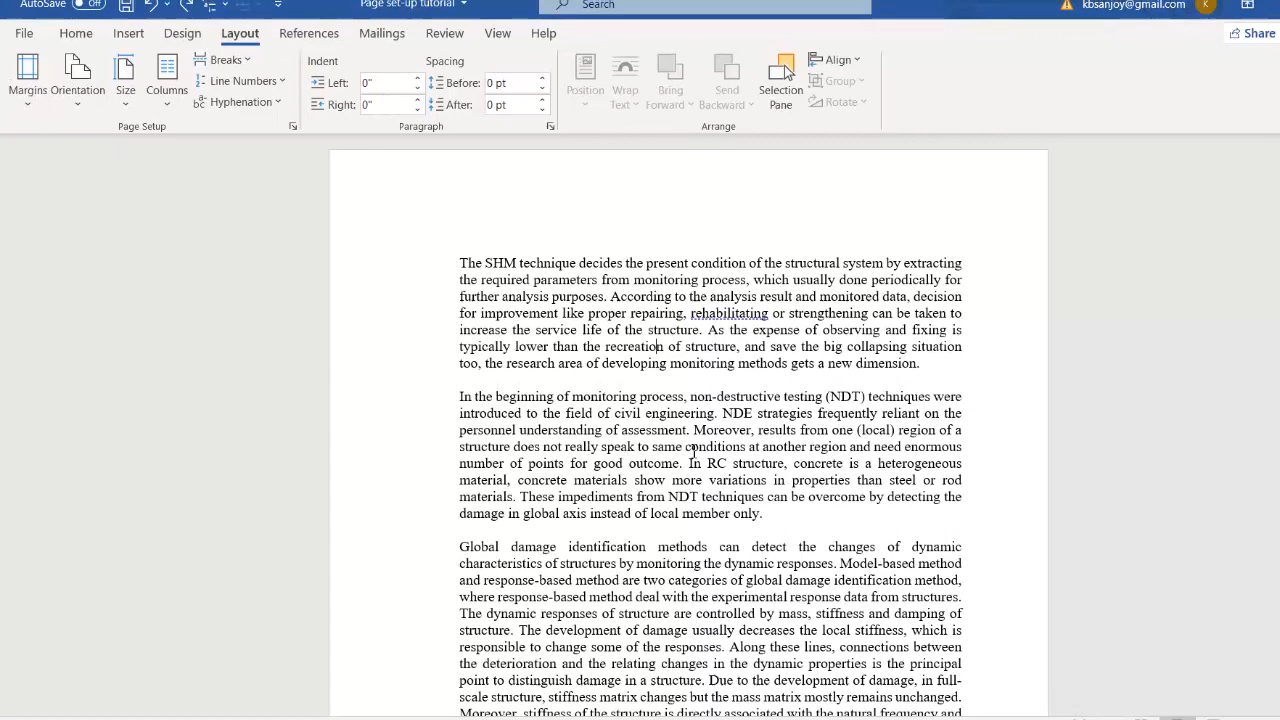 AutoSave Off Page set-up tutorial Search kbsanjoy@gmail.com K
File Home Insert Design Layout References Mailings Review View Help Share
Margins Orientation Size Columns
Breaks
Line Numbers
Hyphenation
Page Setup
Indent
Left: 0"
Right: 0"
Spacing
Before: 0 pt
After: 0 pt
Paragraph
Position
Wrap Text
Bring Forward
Send Backward
Selection Pane
Align
Group
Rotate
Arrange
The SHM technique decides the present condition of the structural system by extracting
the required parameters from monitoring process, which usually done periodically for
further analysis purposes. According to the analysis result and monitored data, decision
for improvement like proper repairing, rehabilitating or strengthening can be taken to
increase the service life of the structure. As the expense of observing and fixing is
typically lower than the recreation of structure, and save the big collapsing situation
too, the research area of developing monitoring methods gets a new dimension.
In the beginning of monitoring process, non-destructive testing (NDT) techniques were
introduced to the field of civil engineering. NDE strategies frequently reliant on the
personnel understanding of assessment. Moreover, results from one (local) region of a
structure does not really speak to same conditions at another region and need enormous
number of points for good outcome. In RC structure, concrete is a heterogeneous
material, concrete materials show more variations in properties than steel or rod
materials. These impediments from NDT techniques can be overcome by detecting the
damage in global axis instead of local member only.
Global damage identification methods can detect the changes of dynamic
characteristics of structures by monitoring the dynamic responses. Model-based method
and response-based method are two categories of global damage identification method,
where response-based method deal with the experimental response data from structures.
The dynamic responses of structure are controlled by mass, stiffness and damping of
structure. The development of damage usually decreases the local stiffness, which is
responsible to change some of the responses. Along these lines, connections between
the deterioration and the relating changes in the dynamic properties is the principal
point to distinguish damage in a structure. Due to the development of damage, in full-
scale structure, stiffness matrix changes but the mass matrix mostly remains unchanged.
Moreover, stiffness of the structure is directly associated with the natural frequency and